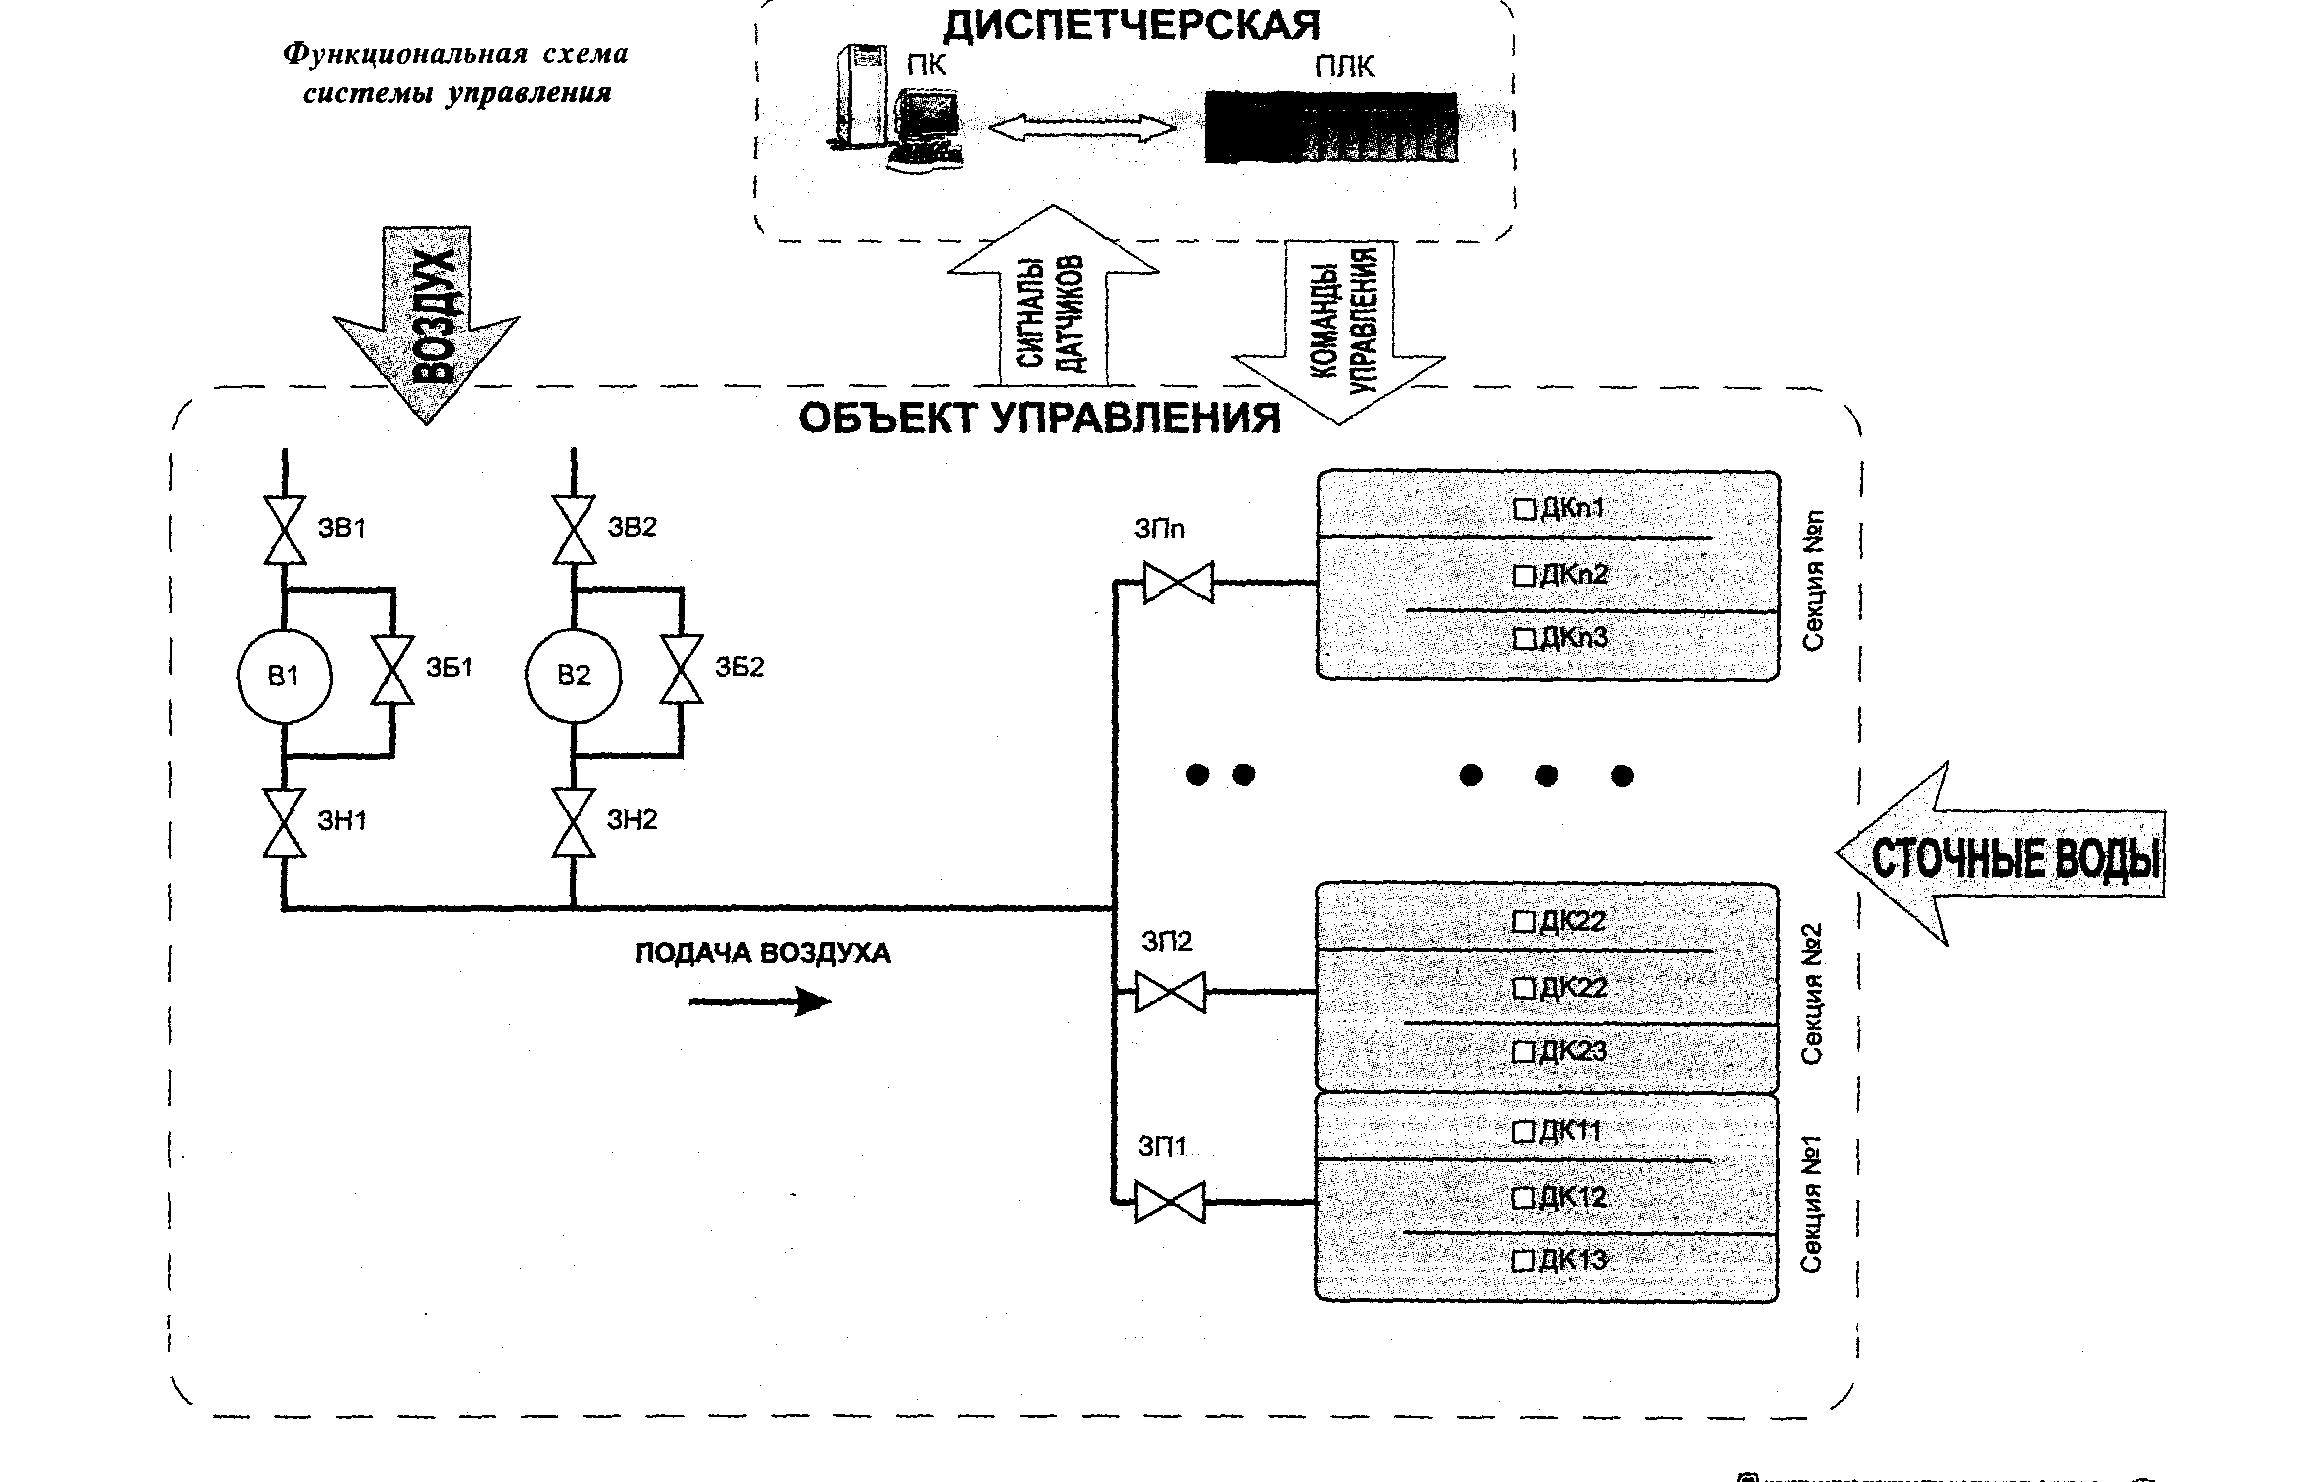 Функциональная схема
системы управления
ДИСПЕТЧЕРСКАЯ
ПК
ПЛК
ВОЗДУХ
СИГНАЛЫ
ДАТЧИКОВ
КОМАНДЫ
УПРАВЛЕНИЯ
ОБЪЕКТ УПРАВЛЕНИЯ
ЗВ1
ЗВ2
В1
ЗБ1
В2
ЗБ2
ЗН1
ЗН2
ПОДАЧА ВОЗДУХА
ЗПn
ДКn1
ДКn2
ДКn3
Секция №n
СТОЧНЫЕ ВОДЫ
ЗП2
ДК22
ДК22
ДК23
Секция №2
ЗП1
ДК11
ДК12
ДК13
Секция №1